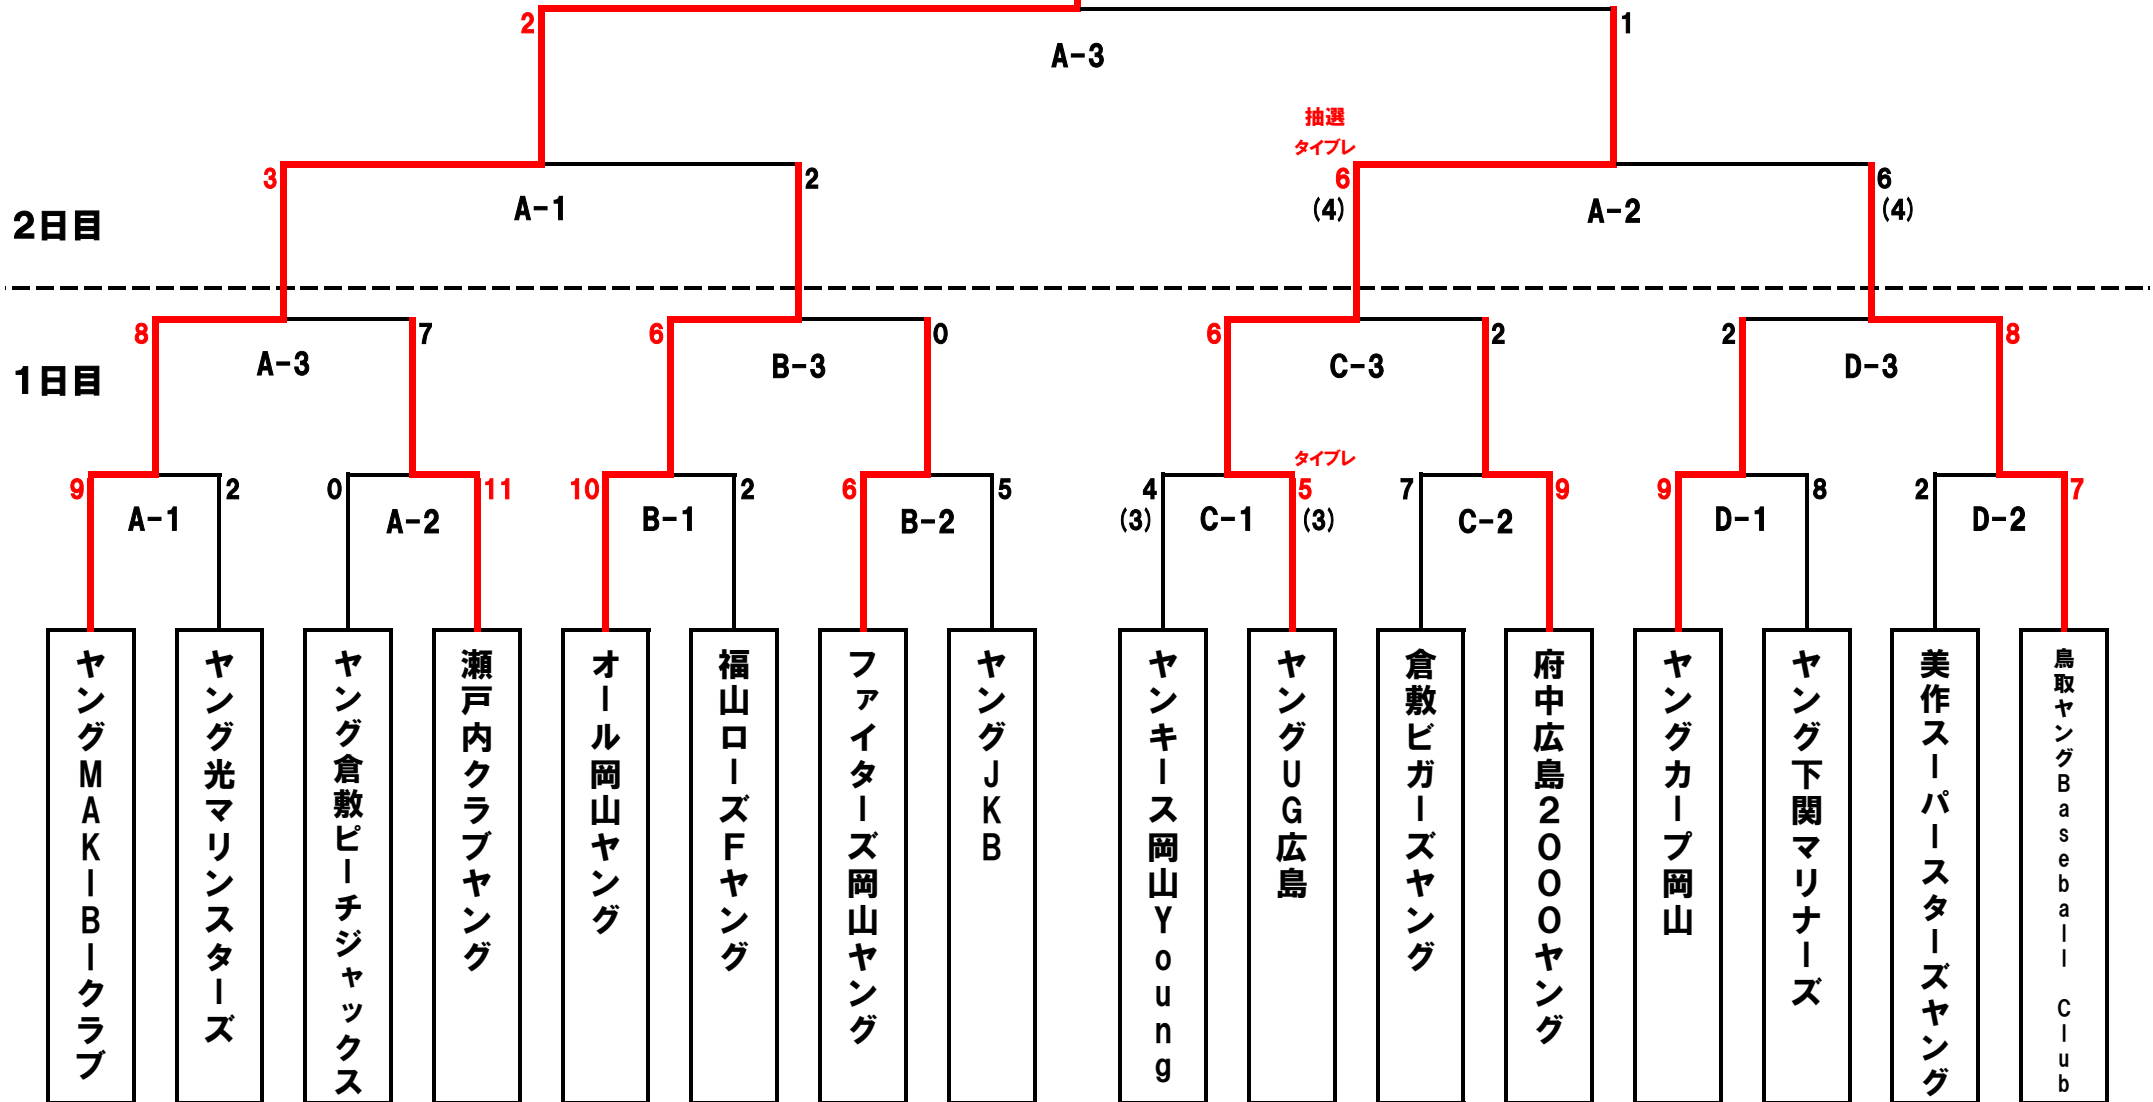 2 1
A-3
抽選
タイブレ
3 2 6 6
(4) (4)
A-1 A-2
2日目
8 7 6 0 6 2 2 8
A-3 B-3 C-3 D-3
1日目
タイブレ
9 2 0 11 10 2 6 5 4 5 7 9 9 8 2 7
(3) (3)
A-1 A-2 B-1 B-2 C-1 C-2 D-1 D-2
ヤングMAKIBIークラブ
ヤング光マリンスターズ
ヤング倉敷ピーチジャックス
瀬戸内クラブヤング
オール岡山ヤング
福山ローズFヤング
ファイターズ岡山ヤング
ヤングJKB
ヤンキース岡山Young
ヤングUG広島
倉敷ビガーズヤング
府中広島2000ヤング
ヤングカープ岡山
ヤング下関マリナーズ
美作スーパースターズヤング
鳥取ヤングBaseball Club